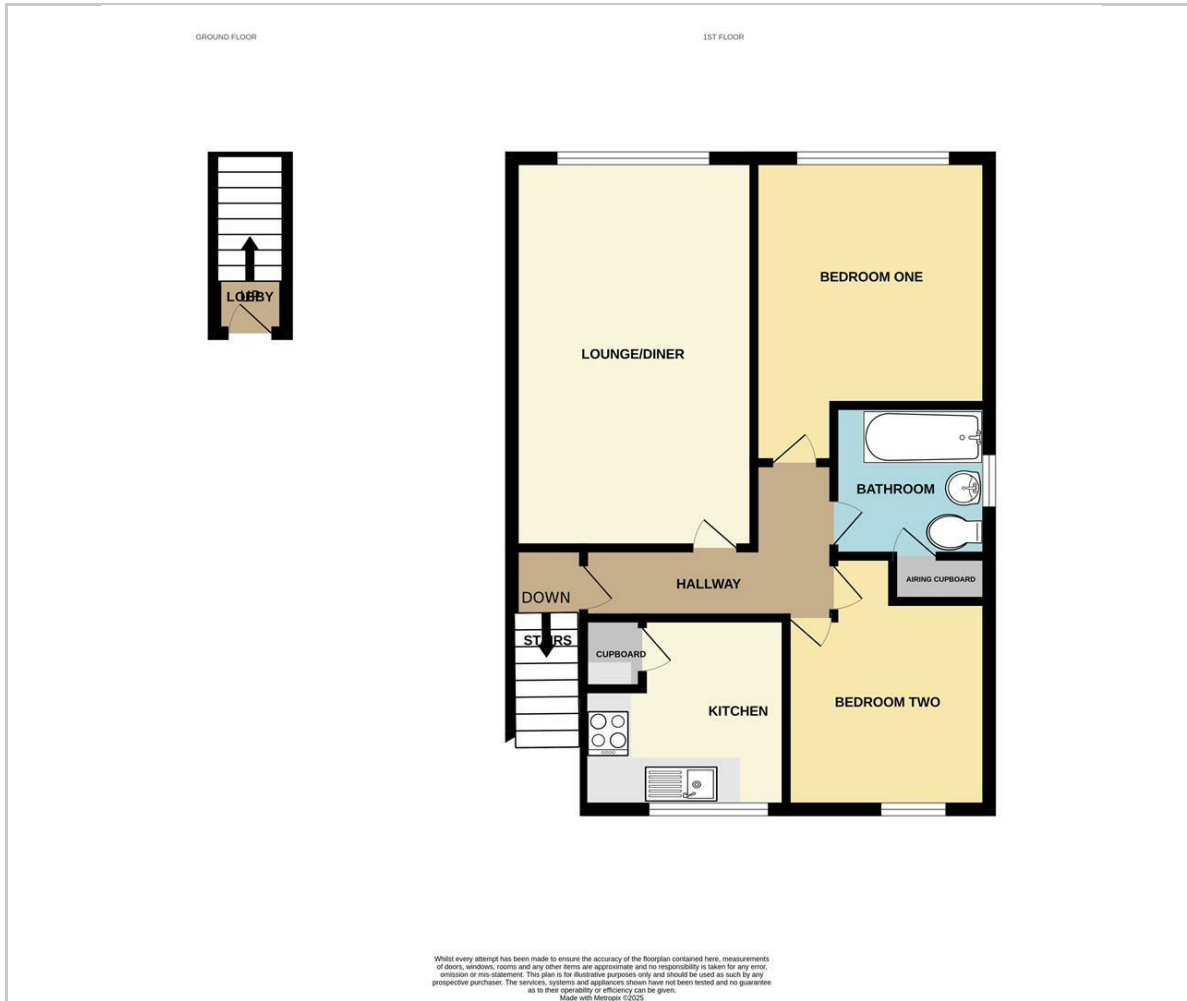 GROUND FLOOR
1ST FLOOR
UP
LOBBY
LOUNGE/DINER
BEDROOM ONE
BATHROOM
AIRING CUPBOARD
HALLWAY
DOWN
STAIRS
CUPBOARD
KITCHEN
BEDROOM TWO
Whilst every attempt has been made to ensure the accuracy of the floorplan contained here, measurements
of doors, windows, rooms and any other items are approximate and no responsibility is taken for any error,
omission or mis-statement. This plan is for illustrative purposes only and should be used as such by any
prospective purchaser. The services, systems and appliances shown have not been tested and no guarantee
as to their operability or efficiency can be given.
Made with Metropix ©2025